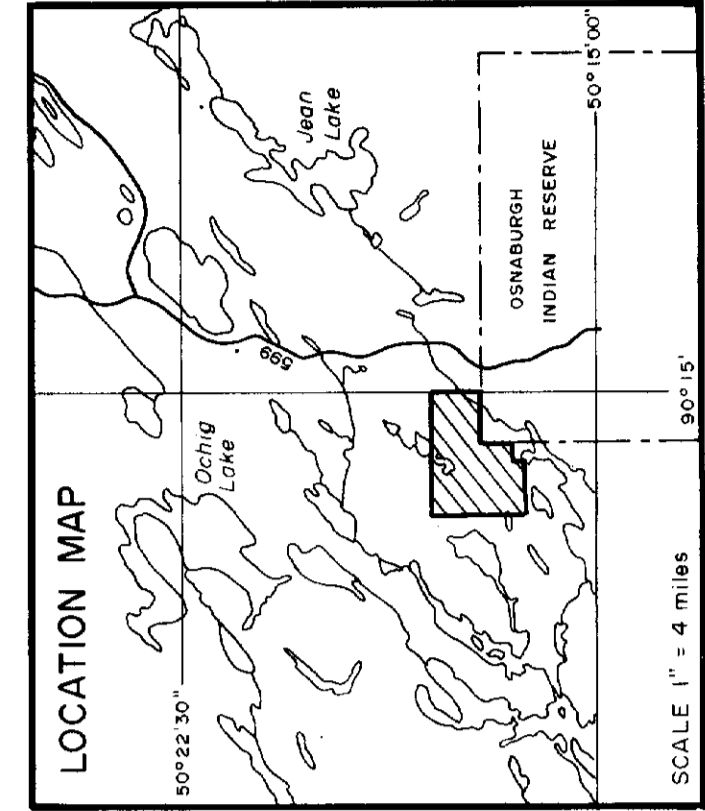 LOCATION MAP
50°22'30"
Ochig
Lake
Jean
Lake
599
OSNABURGH
INDIAN RESERVE
50°15'00"
90°15'
SCALE 1" = 4 miles